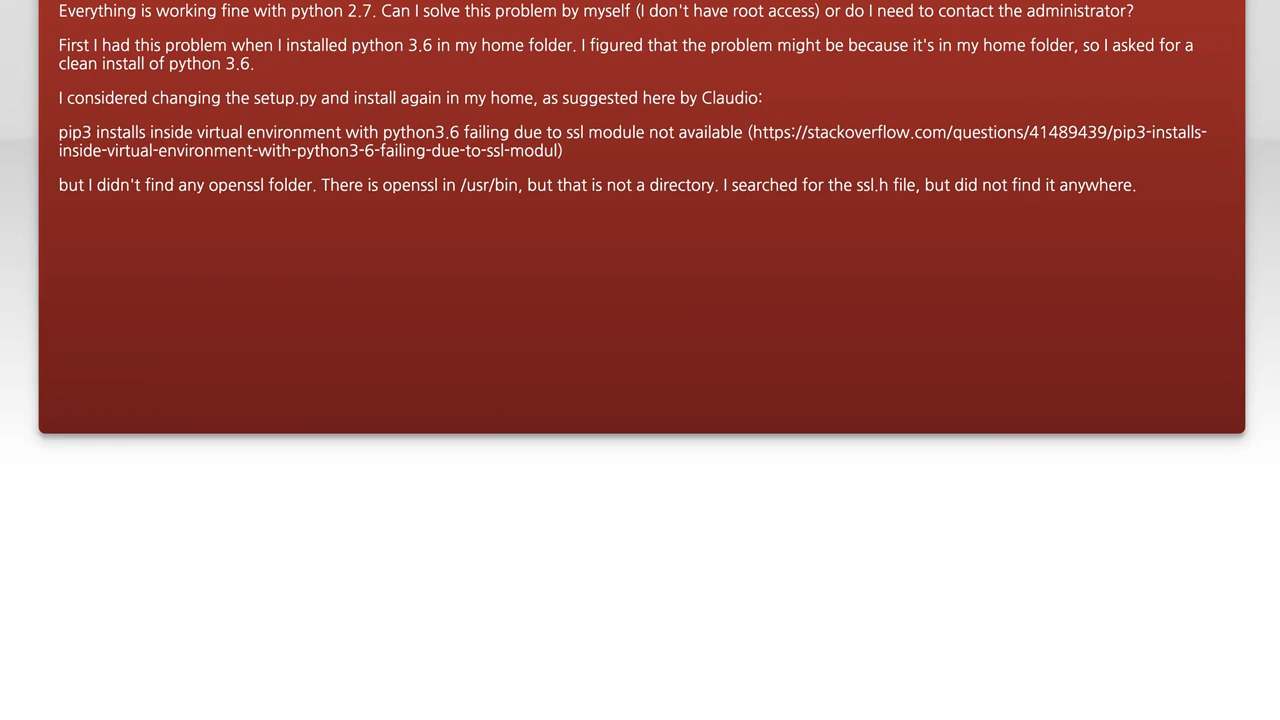 Everything is working fine with python 2.7. Can I solve this problem by myself (I don't have root access) or do I need to contact the administrator?
First I had this problem when I installed python 3.6 in my home folder. I figured that the problem might be because it's in my home folder, so I asked for a
clean install of python 3.6.
I considered changing the setup.py and install again in my home, as suggested here by Claudio:
pip3 installs inside virtual environment with python3.6 failing due to ssl module not available (https://stackoverflow.com/questions/41489439/pip3-installs-
inside-virtual-environment-with-python3-6-failing-due-to-ssl-modul)
but I didn't find any openssl folder. There is openssl in /usr/bin, but that is not a directory. I searched for the ssl.h file, but did not find it anywhere.